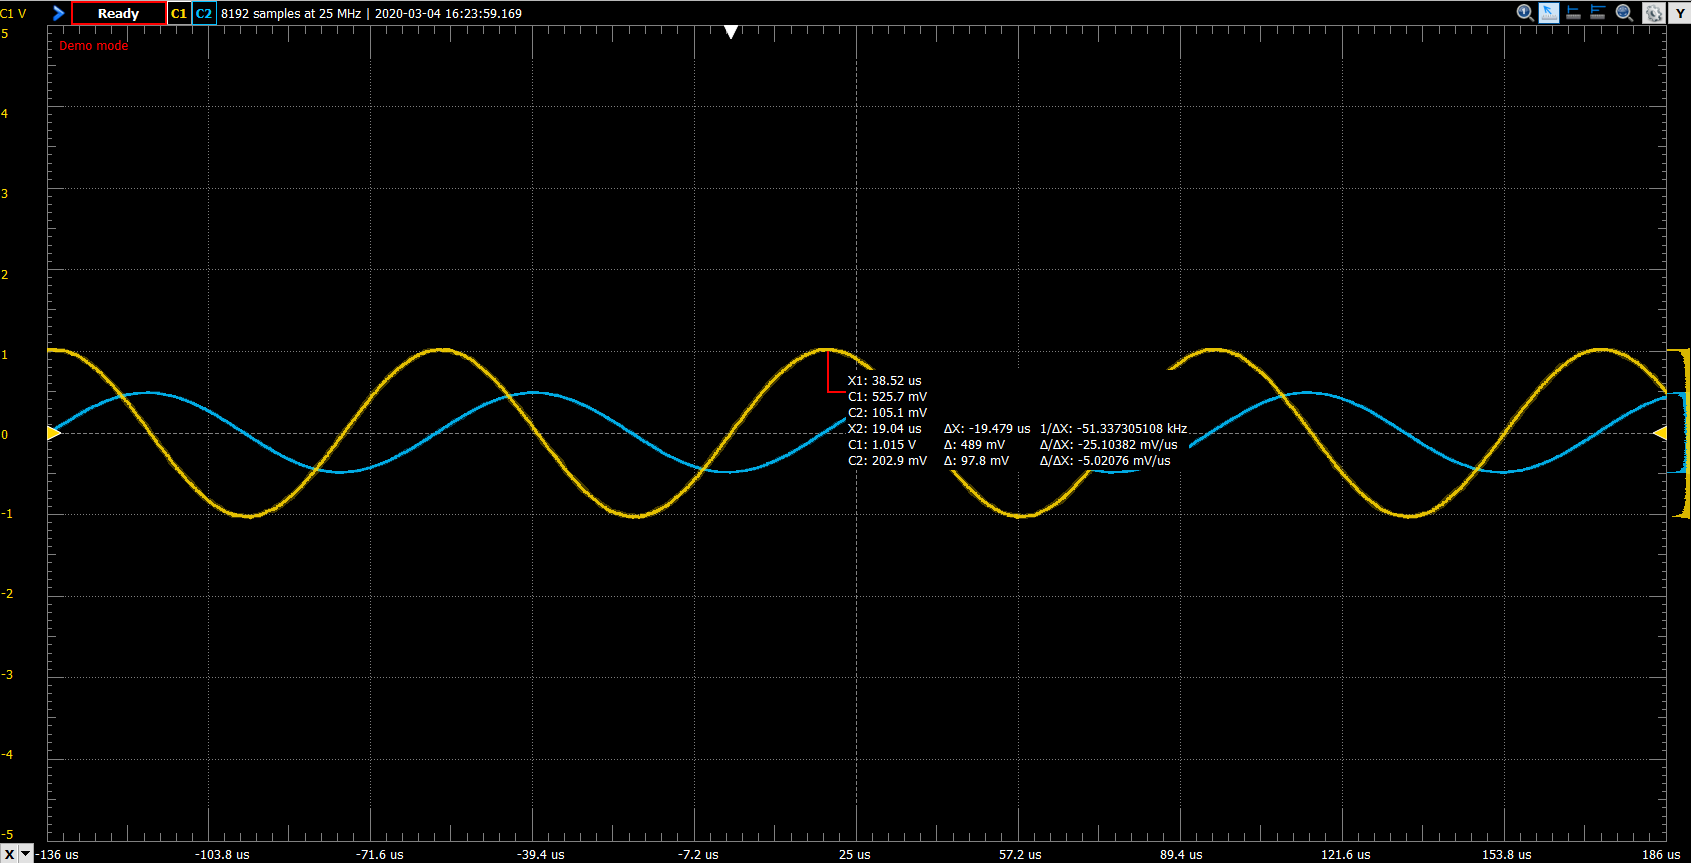 C1 V Ready C1 C2 8192 samples at 25 MHz | 2020-03-04 16:23:59.169 Y
Demo mode
5
4
3
2
1
0
-1
-2
-3
-4
-5
X1: 38.52 us
C1: 525.7 mV
C2: 105.1 mV
X2: 19.04 us ΔX: -19.479 us 1/ΔX: -51.337305108 kHz
C1: 1.015 V Δ: 489 mV Δ/ΔX: -25.10382 mV/us
C2: 202.9 mV Δ: 97.8 mV Δ/ΔX: -5.02076 mV/us
X -136 us -103.8 us -71.6 us -39.4 us -7.2 us 25 us 57.2 us 89.4 us 121.6 us 153.8 us 186 us